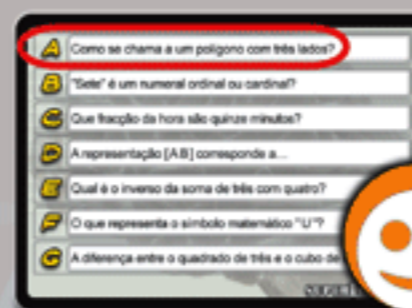 A Como se chama a um polígono com três lados?
B "Sete" é um numeral ordinal ou cardinal?
C Que fracção da hora são quinze minutos?
D A representação [AB] corresponde a...
E Qual é o inverso da soma de três com quatro?
F O que representa o símbolo matemático "U"?
G A diferença entre o quadrado de três e o cubo de